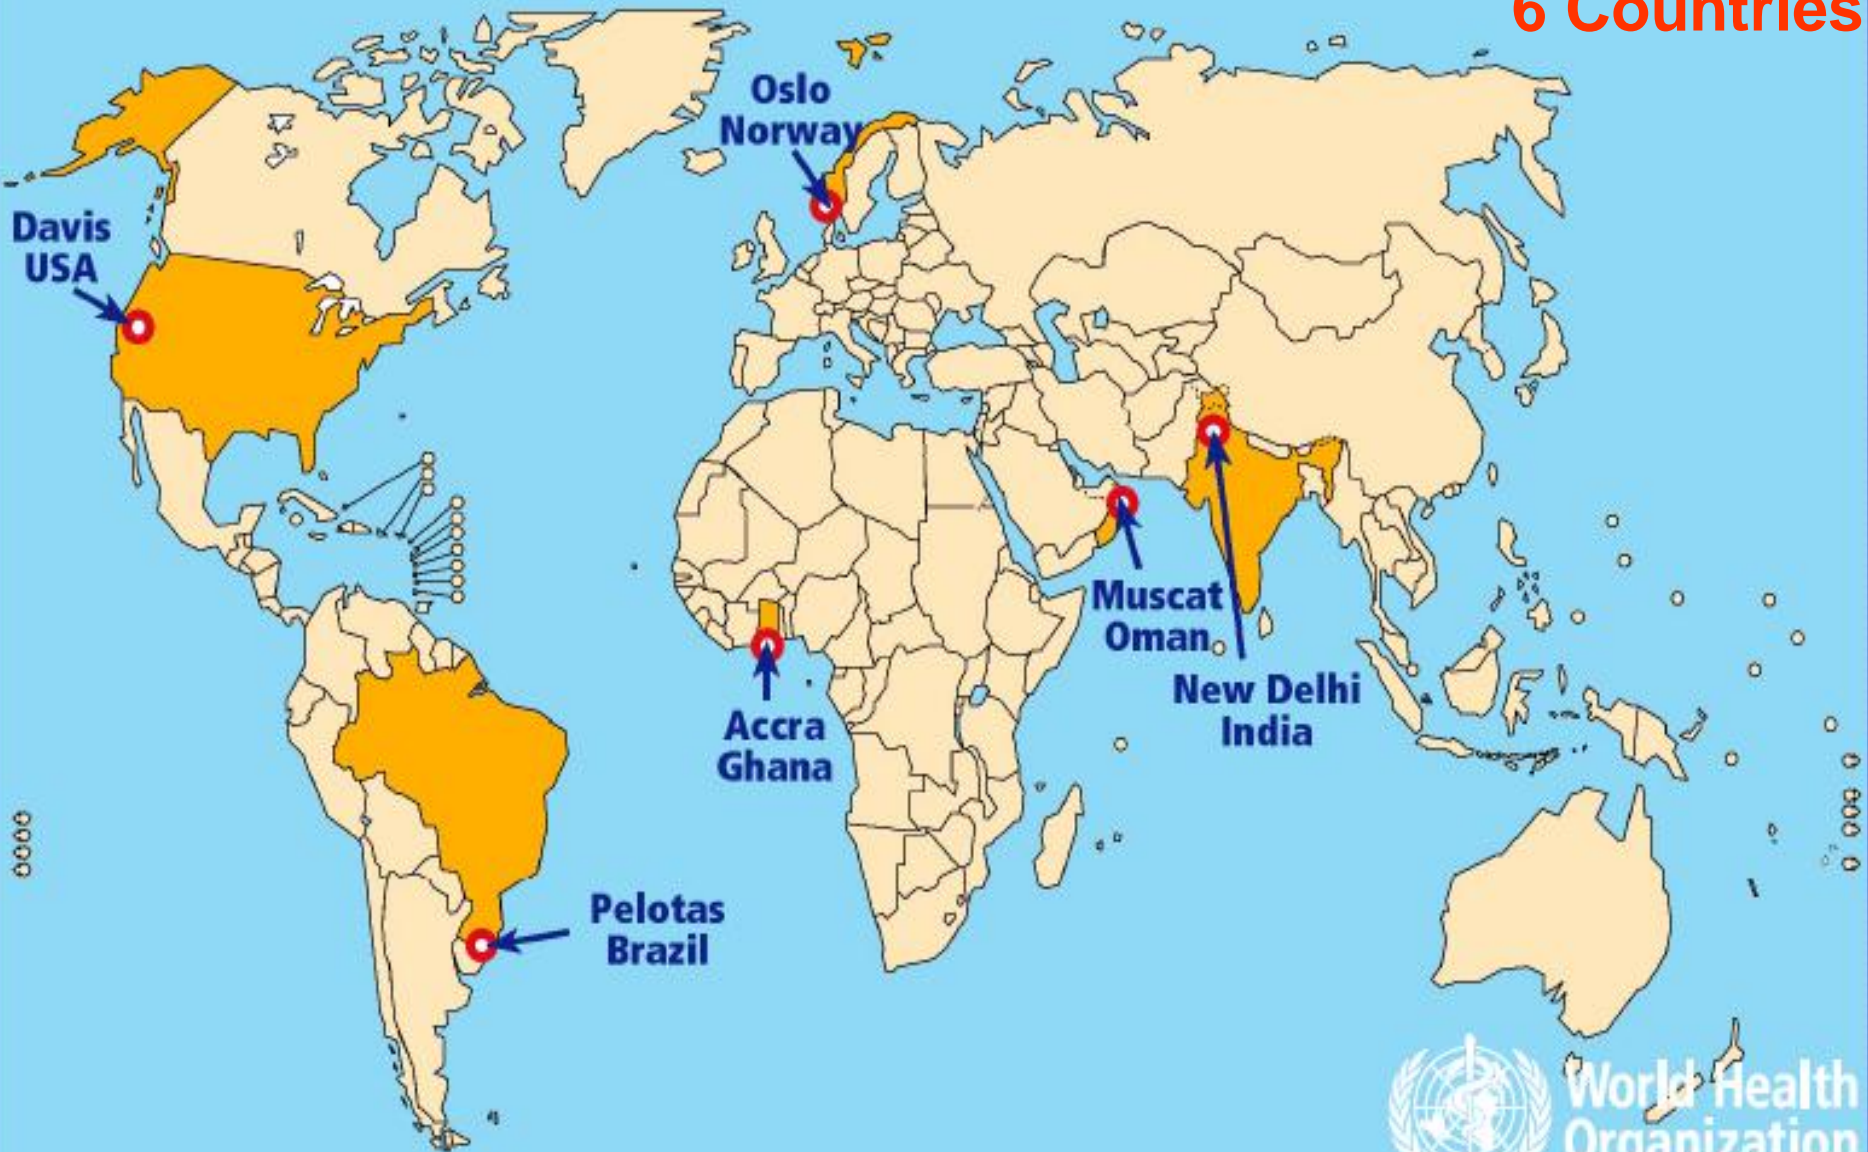 6 Countries
Oslo
Norway
Davis
USA
Muscat
Oman
New Delhi
India
Accra
Ghana
Pelotas
Brazil
World Health
Organization